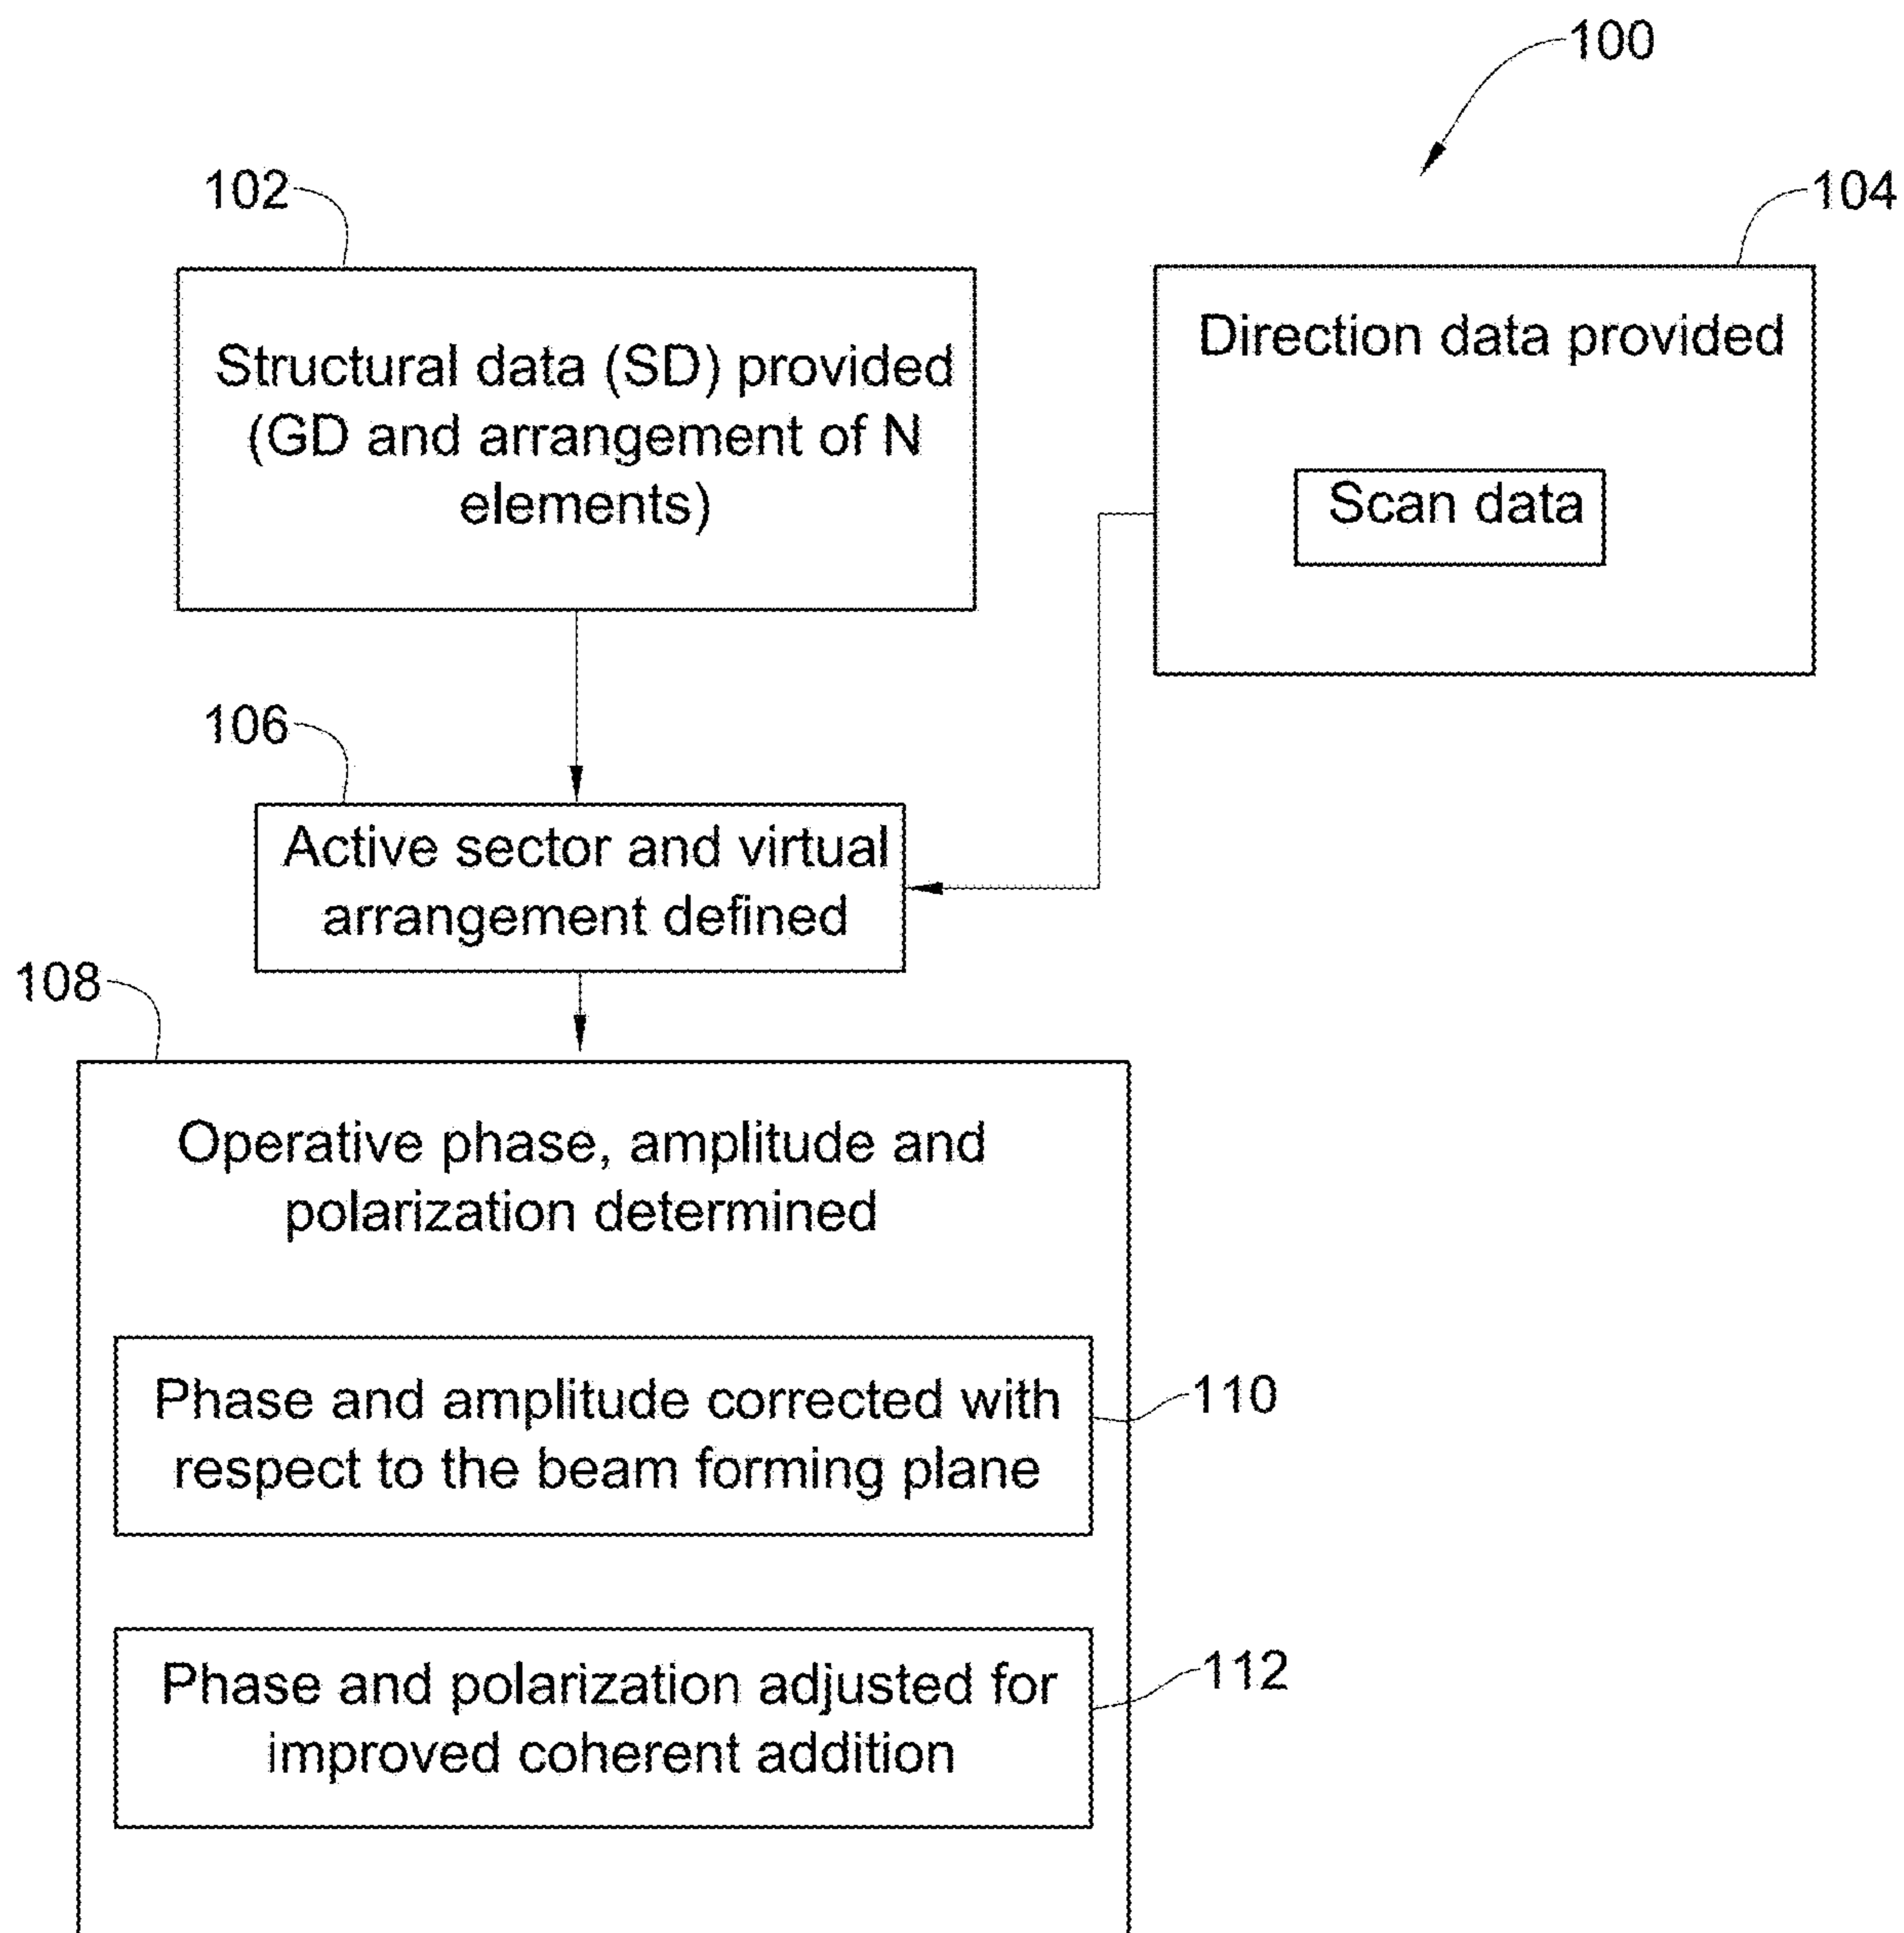 100
102
104
Structural data (SD) provided
(GD and arrangement of N
elements)
Direction data provided
Scan data
106
Active sector and virtual
arrangement defined
108
Operative phase, amplitude and
polarization determined
Phase and amplitude corrected with
respect to the beam forming plane
110
Phase and polarization adjusted for
improved coherent addition
112